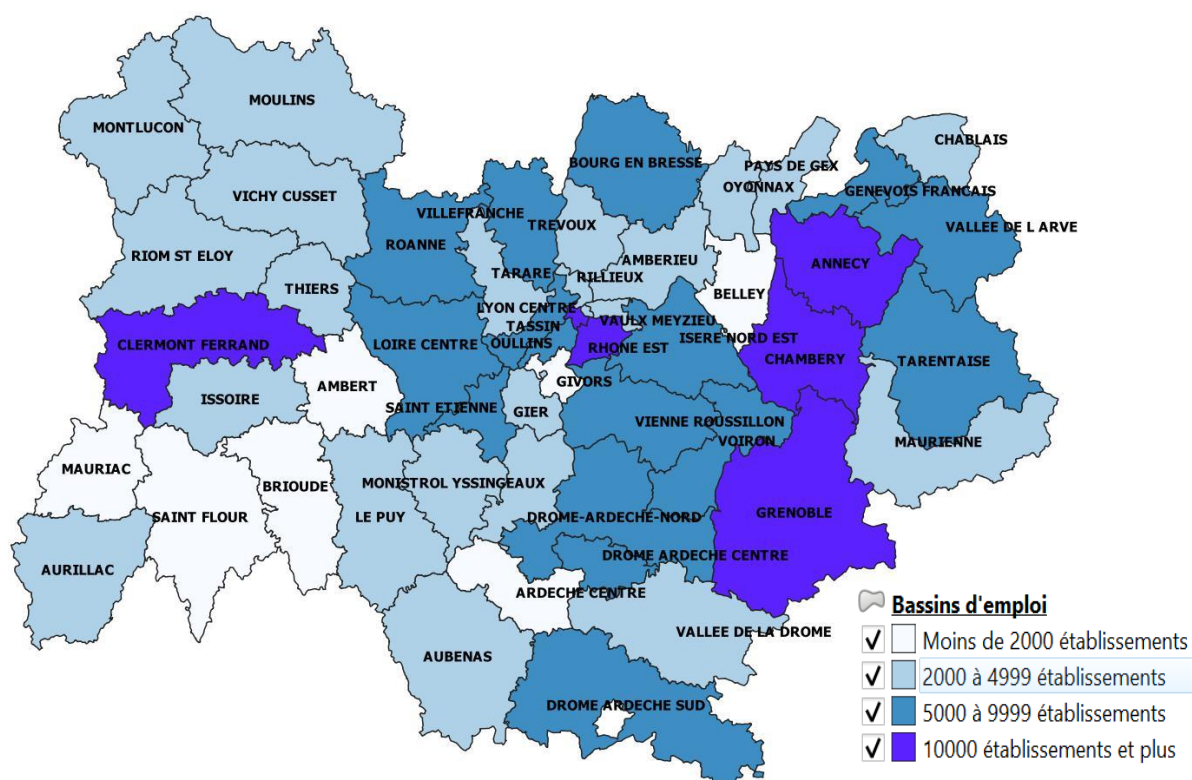 MOULINS
MONTLUCON
CHABLAIS
BOURG EN BRESSE
PAYS DE GEX
OYONNAX
GENEVOIS FRANCAIS
VICHY CUSSET
VILLEFRANCHE
TREVOUX
VALLEE DE L ARVE
ROANNE
RIOM ST ELOY
AMBERIEU
ANNECY
TARARE
RILLIEUX
THIERS
BELLEY
LYON CENTRE
VAULX MEYZIEU
TASSIN
ISERE NORD EST
CLERMONT FERRAND
LOIRE CENTRE
OULLINS
RHONE EST
CHAMBERY
TARENTAISE
AMBERT
GIVORS
ISSOIRE
SAINT ETIENNE
GIER
VIENNE ROUSSILLON
VOIRON
MAURIENNE
MAURIAC
BRIOUDE
MONISTROL YSSINGEAUX
SAINT FLOUR
LE PUY
DROME-ARDECHE-NORD
GRENOBLE
DROME ARDECHE CENTRE
AURILLAC
ARDECHE CENTRE
VALLEE DE LA DROME
AUBENAS
DROME ARDECHE SUD
Bassins d'emploi
Moins de 2000 établissements
2000 à 4999 établissements
5000 à 9999 établissements
10000 établissements et plus